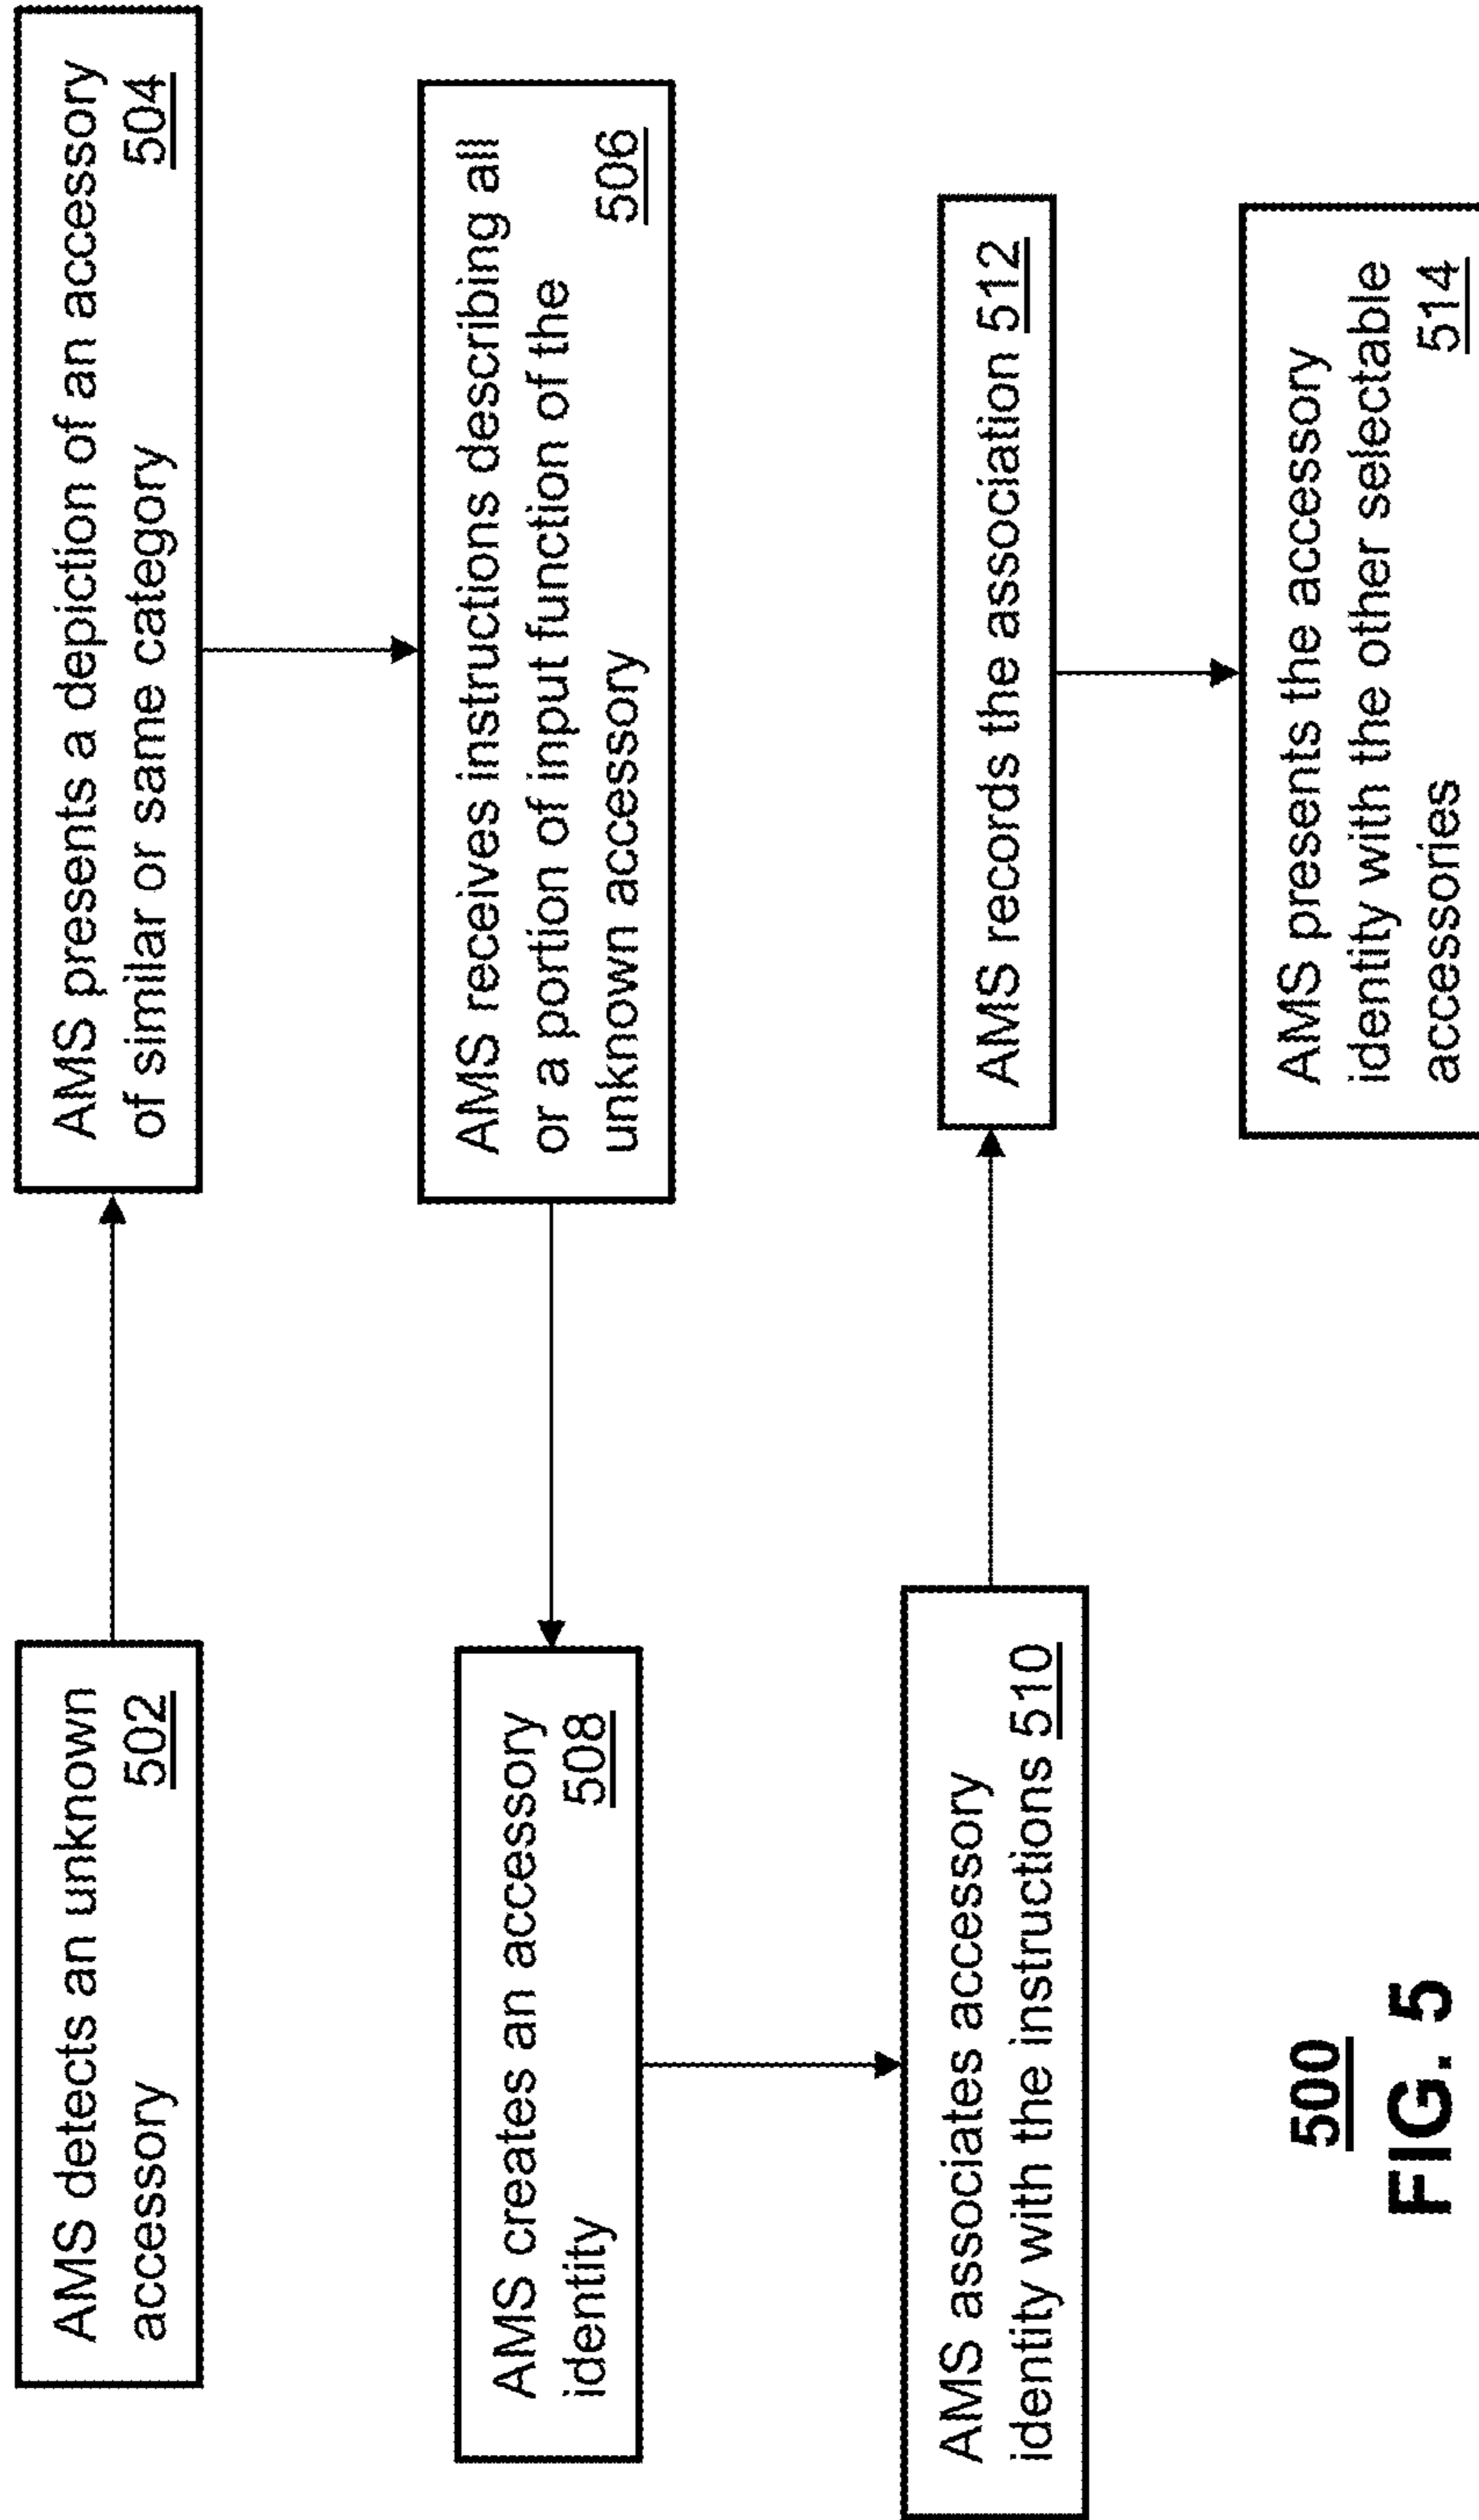 AMS detects an unknown
accessory 502
AMS presents a depiction of an accessory
of similar or same category 504
AMS receives instructions describing all
or a portion of input function of the
unknown accessory 506
AMS creates an accessory
identity 508
AMS associates accessory
identity with the instructions 510
AMS records the association 512
AMS presents the accessory
identity with the other selectable
accessories 514
500
FIG. 5